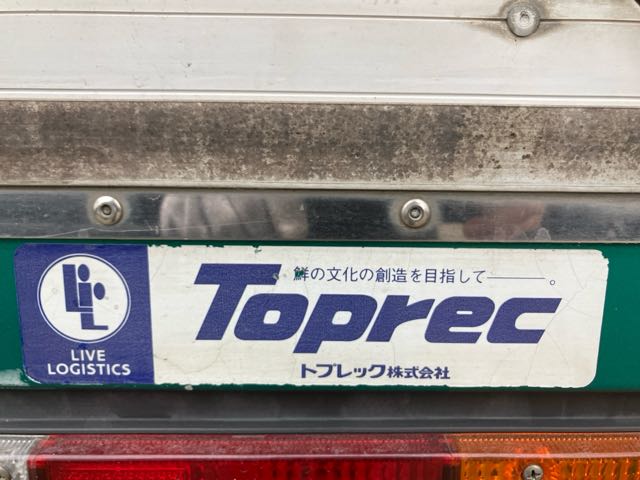 鮮の文化の創造を目指して――。
Toprec
トプレック株式会社
LIVE
LOGISTICS